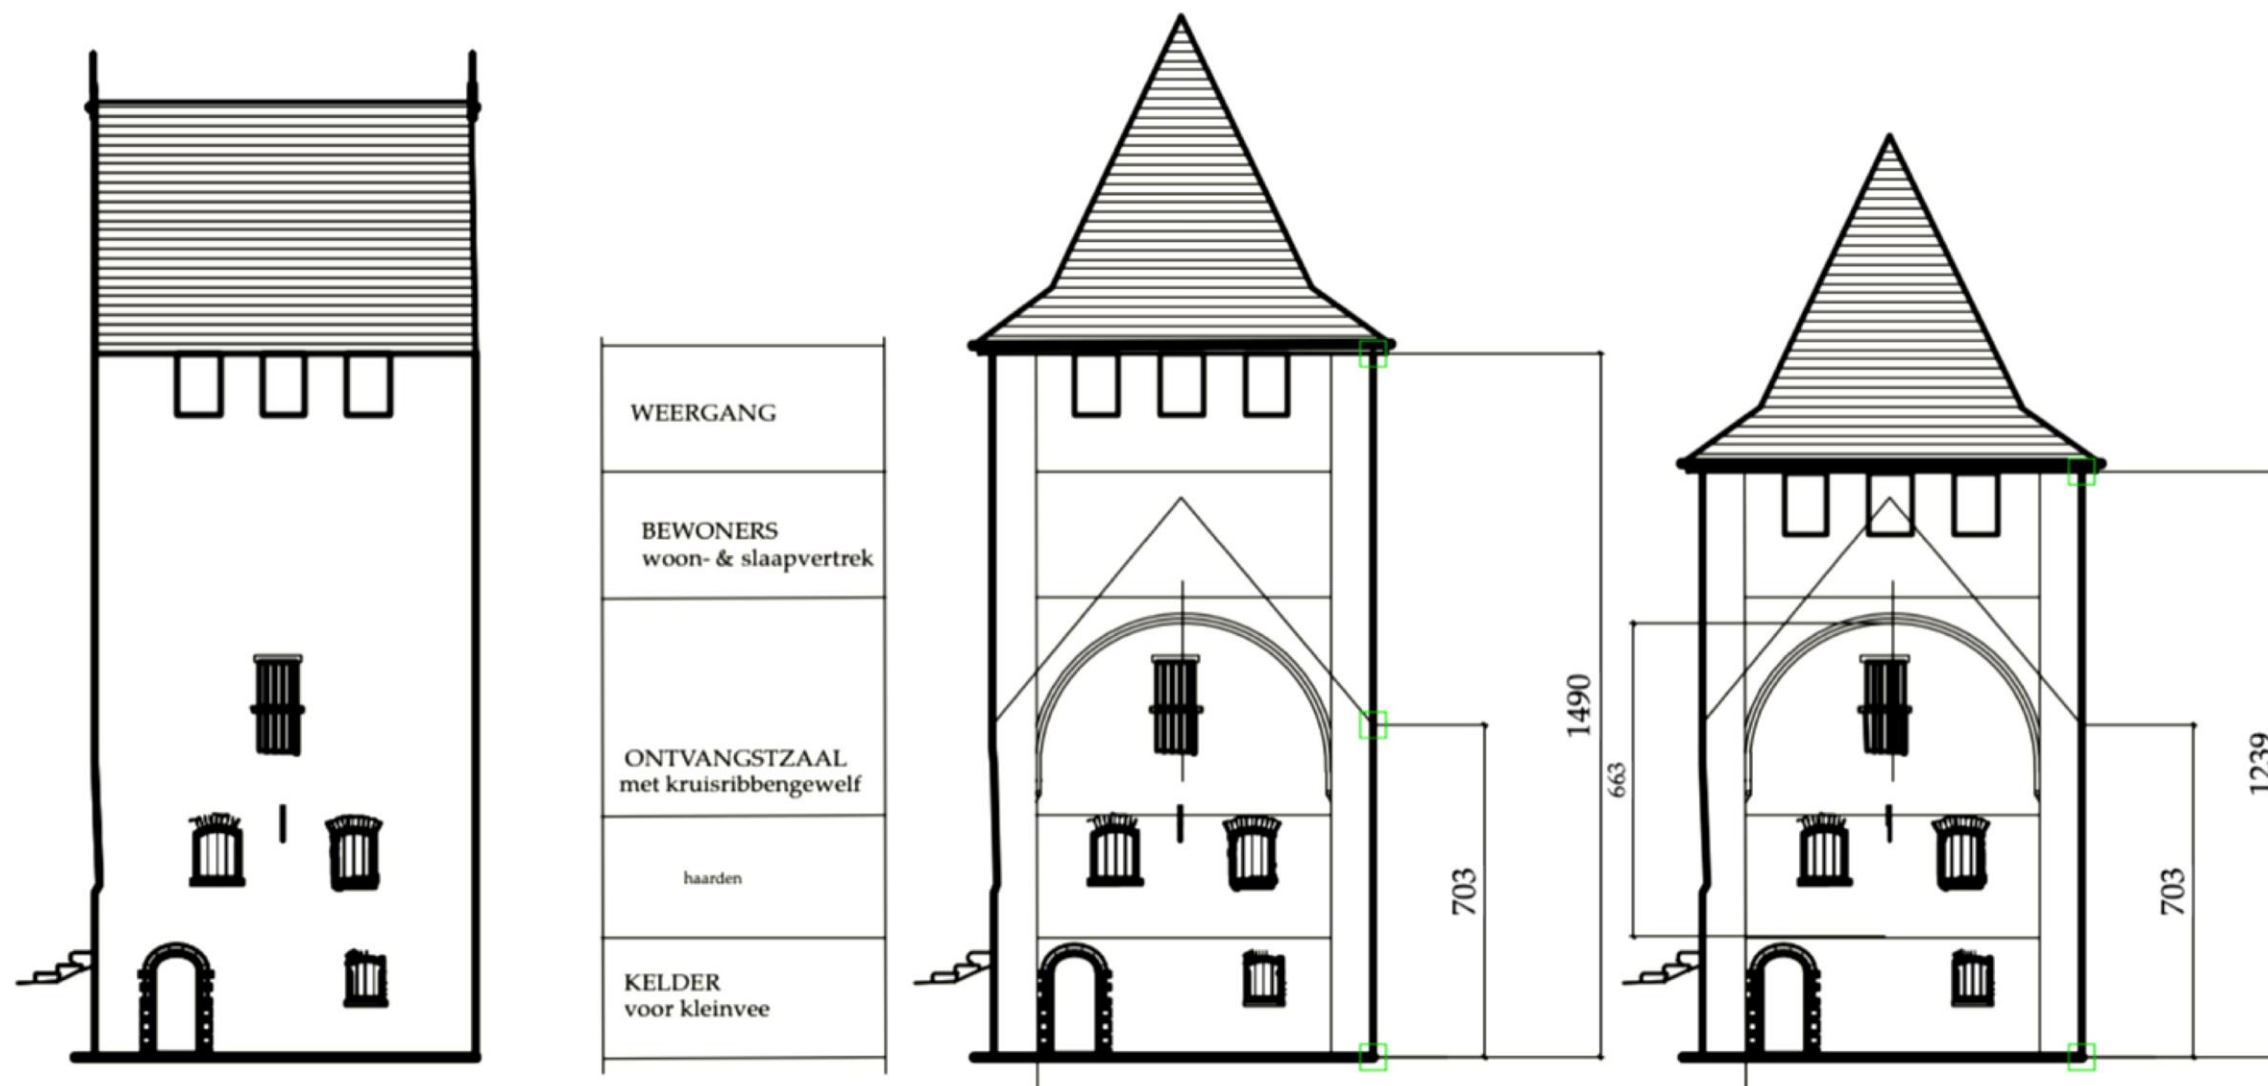 WEERGANG
BEWONERS
woon- & slaapvertrek
ONTVANGSTZAAL
met kruisribbengewelf
haarden
KELDER
voor kleinvee
703
1490
663
703
1239